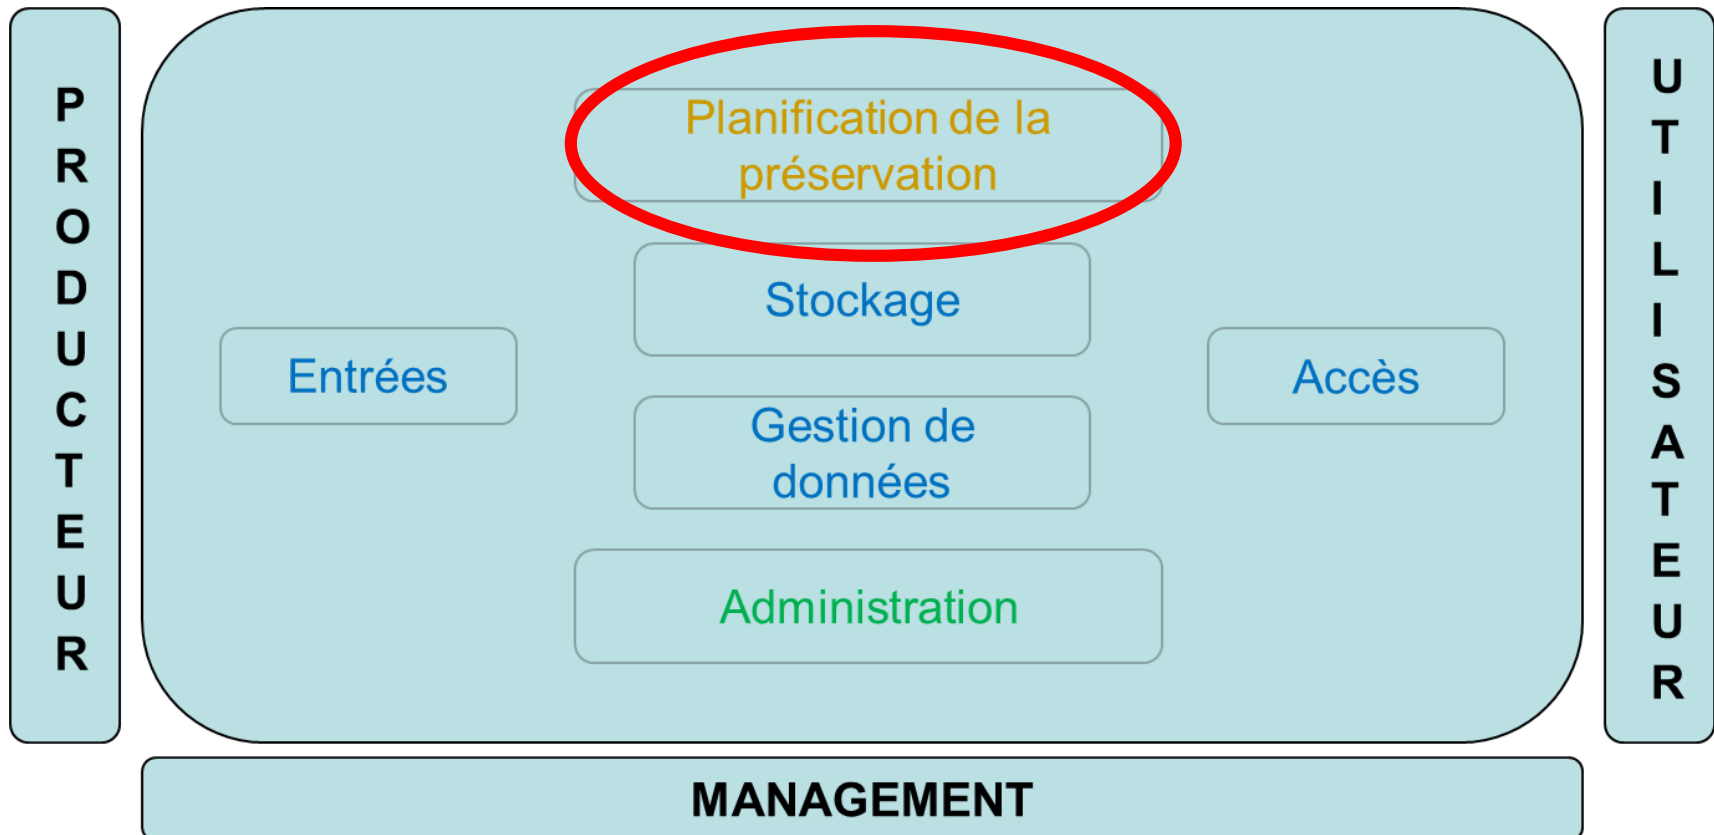 PRODUCTEUR
Planification de la
préservation
Stockage
Entrées
Gestion de
données
Accès
Administration
UTILISATEUR
MANAGEMENT